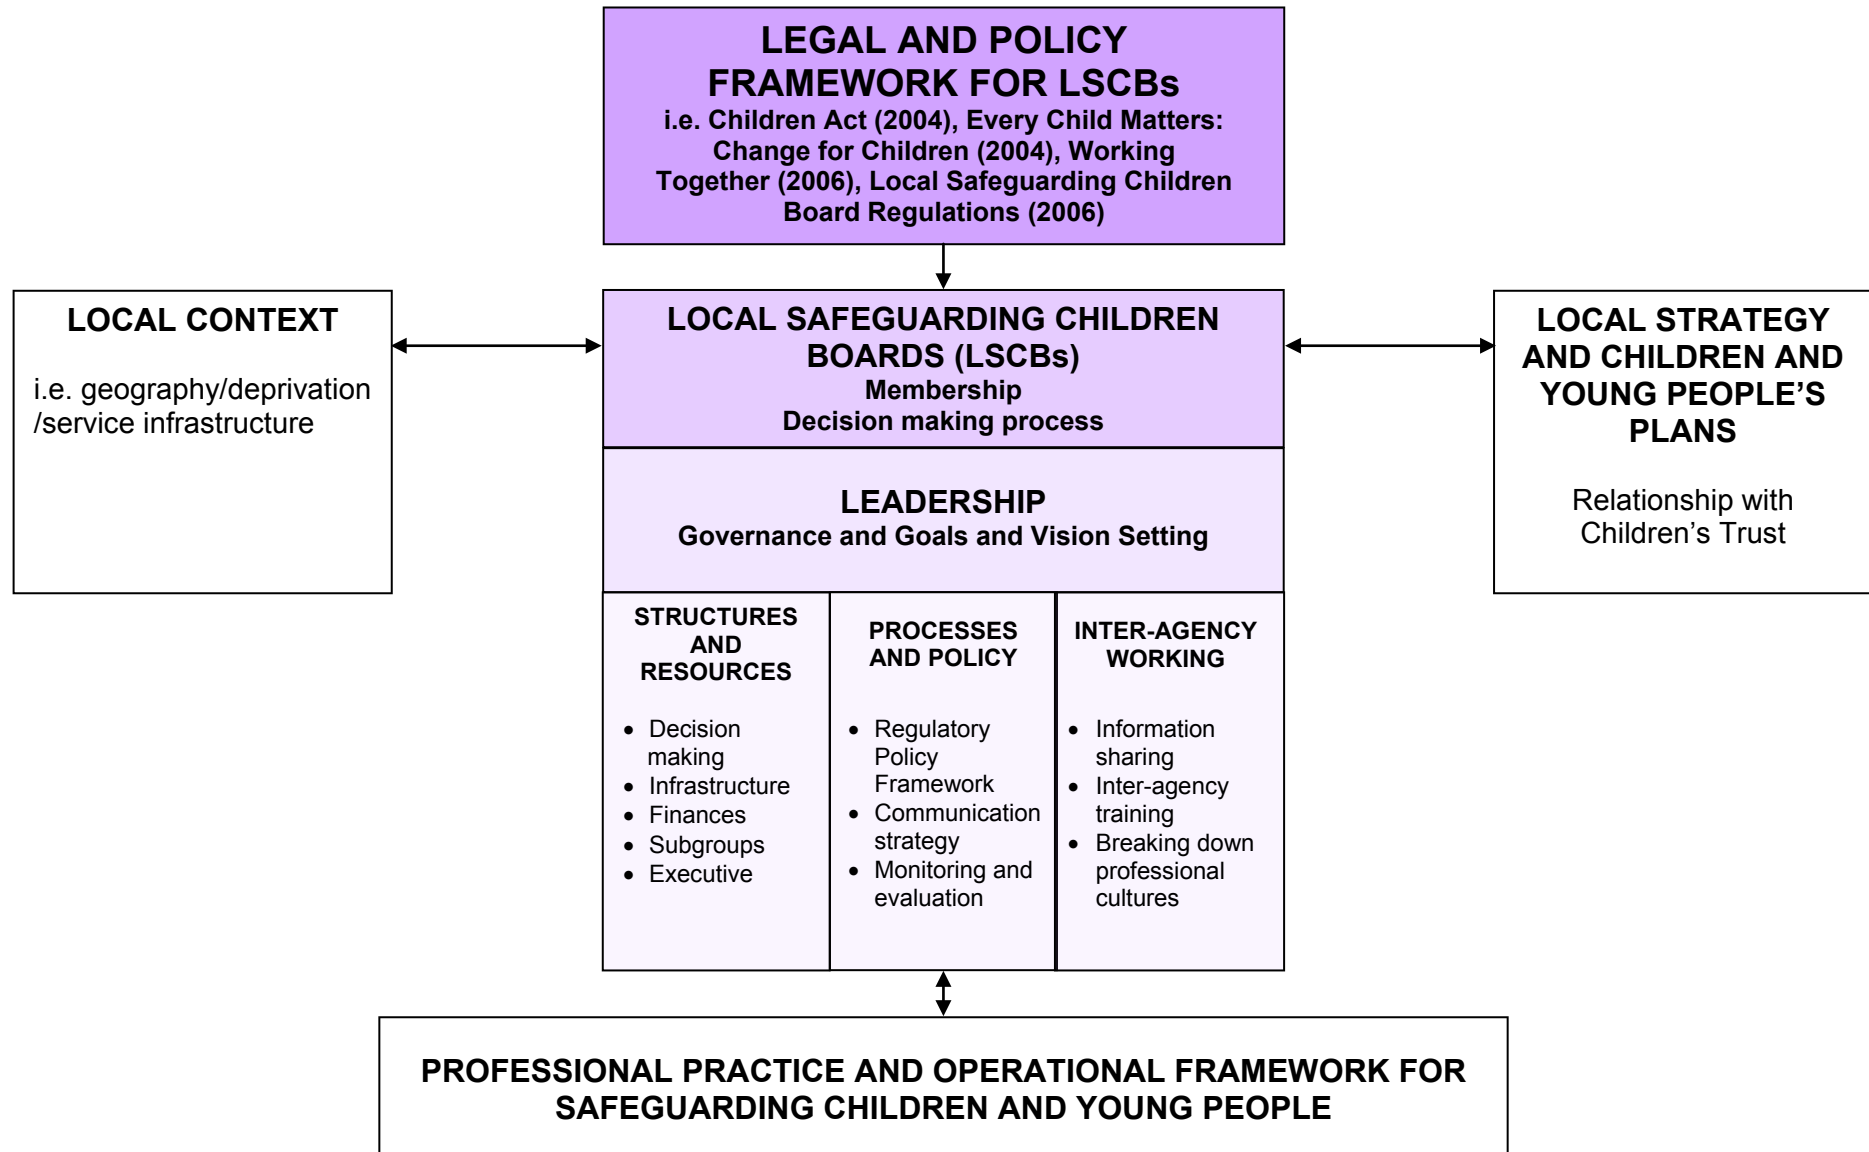 LEGAL AND POLICY
FRAMEWORK FOR LSCBs
i.e. Children Act (2004), Every Child Matters:
Change for Children (2004), Working
Together (2006), Local Safeguarding Children
Board Regulations (2006)
LOCAL CONTEXT
i.e. geography/deprivation
/service infrastructure
LOCAL SAFEGUARDING CHILDREN
BOARDS (LSCBs)
Membership
Decision making process
LOCAL STRATEGY
AND CHILDREN AND
YOUNG PEOPLE’S
PLANS
Relationship with
Children’s Trust
LEADERSHIP
Governance and Goals and Vision Setting
STRUCTURES
AND
RESOURCES
• Decision
making
• Infrastructure
• Finances
• Subgroups
• Executive
PROCESSES
AND POLICY
• Regulatory
Policy
Framework
• Communication
strategy
• Monitoring and
evaluation
INTER-AGENCY
WORKING
• Information
sharing
• Inter-agency
training
• Breaking down
professional
cultures
PROFESSIONAL PRACTICE AND OPERATIONAL FRAMEWORK FOR
SAFEGUARDING CHILDREN AND YOUNG PEOPLE